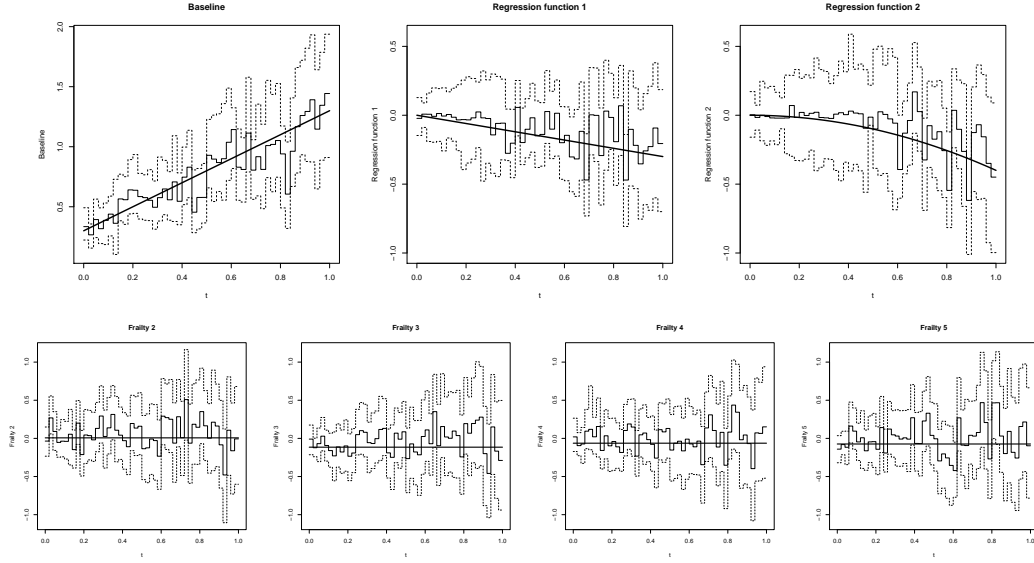 Baseline
Regression function 1
Regression function 2
Baseline
2.0
1.5
1.0
0.5
0.0 0.2 0.4 0.6 0.8 1.0
t
Regression function 1
0.5
0.0
−0.5
−1.0
0.0 0.2 0.4 0.6 0.8 1.0
t
Regression function 2
0.5
0.0
−0.5
−1.0
0.0 0.2 0.4 0.6 0.8 1.0
t
Frailty 2
Frailty 3
Frailty 4
Frailty 5
Frailty 2
1.0
0.5
0.0
−0.5
−1.0
0.0 0.2 0.4 0.6 0.8 1.0
t
Frailty 3
1.0
0.5
0.0
−0.5
−1.0
0.0 0.2 0.4 0.6 0.8 1.0
t
Frailty 4
1.0
0.5
0.0
−0.5
−1.0
0.0 0.2 0.4 0.6 0.8 1.0
t
Frailty 5
1.0
0.5
0.0
−0.5
−1.0
0.0 0.2 0.4 0.6 0.8 1.0
t